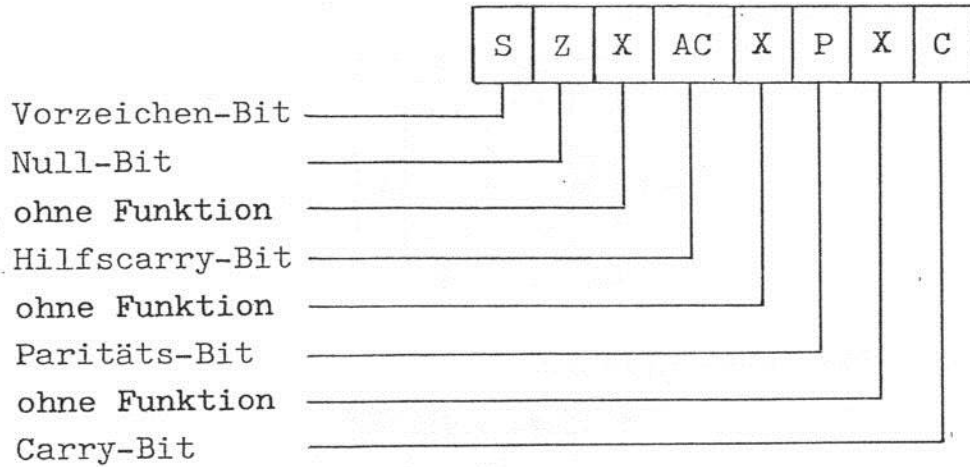 S Z X AC X P X C
Vorzeichen-Bit
Null-Bit
ohne Funktion
Hilfscarry-Bit
ohne Funktion
Paritäts-Bit
ohne Funktion
Carry-Bit